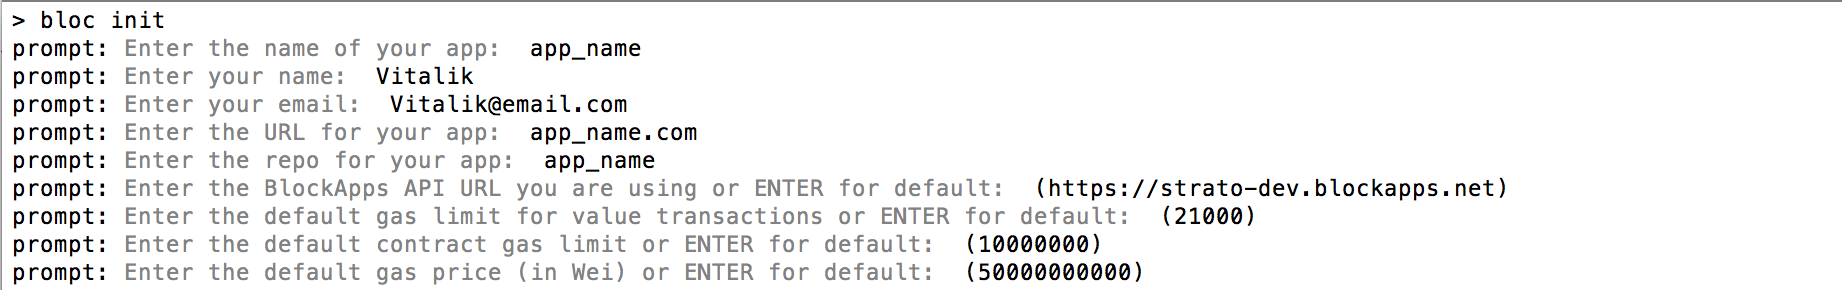 > bloc init
prompt: Enter the name of your app:  app_name
prompt: Enter your name:  Vitalik
prompt: Enter your email:  Vitalik@email.com
prompt: Enter the URL for your app:  app_name.com
prompt: Enter the repo for your app:  app_name
prompt: Enter the BlockApps API URL you are using or ENTER for default:  (https://strato-dev.blockapps.net)
prompt: Enter the default gas limit for value transactions or ENTER for default:  (21000)
prompt: Enter the default contract gas limit or ENTER for default:  (10000000)
prompt: Enter the default gas price (in Wei) or ENTER for default:  (50000000000)